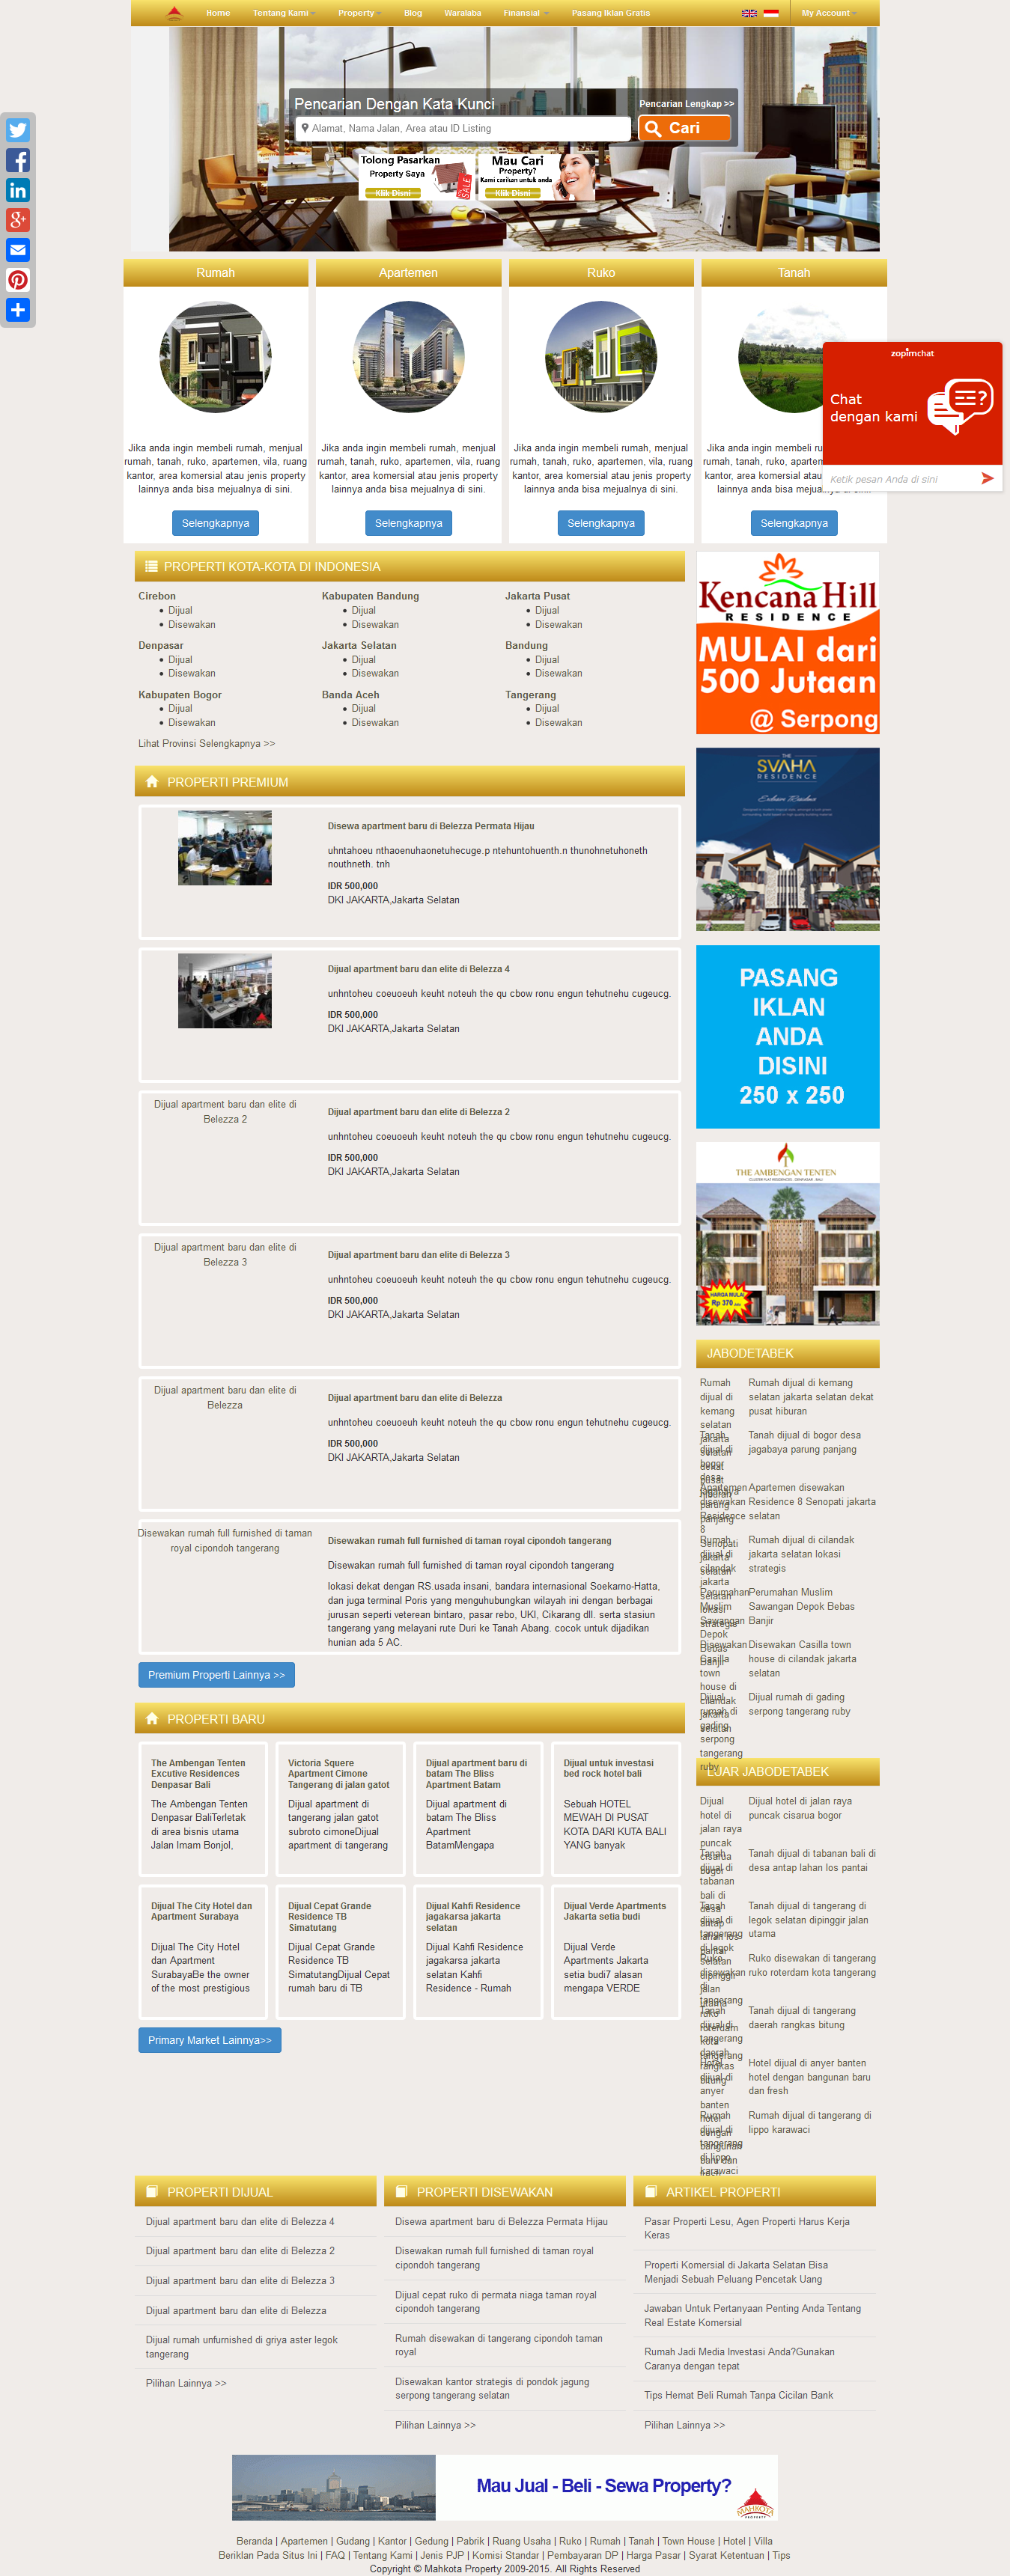 Home Tentang Kami Property Blog Waralaba Finansial Pasang Iklan Gratis My Account
Pencarian Dengan Kata Kunci Pencarian Lengkap >>
Alamat, Nama Jalan, Area atau ID Listing Cari
Tolong Pasarkan
Property Saya
Klik Disni
SALE
Mau Cari
Property?
Kami carikan untuk anda
Klik Disni
Rumah
Jika anda ingin membeli rumah, menjual
rumah, tanah, ruko, apartemen, vila, ruang
kantor, area komersial atau jenis property
lainnya anda bisa mejualnya di sini.
Selengkapnya
Apartemen
Jika anda ingin membeli rumah, menjual
rumah, tanah, ruko, apartemen, vila, ruang
kantor, area komersial atau jenis property
lainnya anda bisa mejualnya di sini.
Selengkapnya
Ruko
Jika anda ingin membeli rumah, menjual
rumah, tanah, ruko, apartemen, vila, ruang
kantor, area komersial atau jenis property
lainnya anda bisa mejualnya di sini.
Selengkapnya
Tanah
Jika anda ingin membeli
rumah, tanah, ruko,
kantor, area komersial
lainnya anda bisa mejualnya di sini.
Selengkapnya
zopim chat
Chat
dengan kami
Ketik pesan Anda di sini
PROPERTI KOTA-KOTA DI INDONESIA
Cirebon
Dijual
Disewakan
Kabupaten Bandung
Dijual
Disewakan
Jakarta Pusat
Dijual
Disewakan
Denpasar
Dijual
Disewakan
Jakarta Selatan
Dijual
Disewakan
Bandung
Dijual
Disewakan
Kabupaten Bogor
Dijual
Disewakan
Banda Aceh
Dijual
Disewakan
Tangerang
Dijual
Disewakan
Lihat Provinsi Selengkapnya >>
PROPERTI PREMIUM
Disewa apartment baru di Belezza Permata Hijau
uhntahoeu nthaoenuhaonetuhecuge.p ntehuntohuenth.n thunohnetuhoneth
nouthneth. tnh
IDR 500,000
DKI JAKARTA,Jakarta Selatan
Dijual apartment baru dan elite di Belezza 4
unhntoheu coeuoeuh keuht noteuh the qu cbow ronu engun tehutnehu cugeucg.
IDR 500,000
DKI JAKARTA,Jakarta Selatan
Dijual apartment baru dan elite di
Belezza 2
Dijual apartment baru dan elite di Belezza 2
unhntoheu coeuoeuh keuht noteuh the qu cbow ronu engun tehutnehu cugeucg.
IDR 500,000
DKI JAKARTA,Jakarta Selatan
Dijual apartment baru dan elite di
Belezza 3
Dijual apartment baru dan elite di Belezza 3
unhntoheu coeuoeuh keuht noteuh the qu cbow ronu engun tehutnehu cugeucg.
IDR 500,000
DKI JAKARTA,Jakarta Selatan
Dijual apartment baru dan elite di
Belezza
Dijual apartment baru dan elite di Belezza
unhntoheu coeuoeuh keuht noteuh the qu cbow ronu engun tehutnehu cugeucg.
IDR 500,000
DKI JAKARTA,Jakarta Selatan
Disewakan rumah full furnished di taman
royal cipondoh tangerang
Disewakan rumah full furnished di taman royal cipondoh tangerang
Disewakan rumah full furnished di taman royal cipondoh tangerang
lokasi dekat dengan RS.usada insani, bandara internasional Soekarno-Hatta,
dan juga terminal Poris yang menguhubungkan wilayah ini dengan berbagai
jurusan seperti veterean bintaro, pasar rebo, UKI, Cikarang dll. serta stasiun
tangerang yang melayani rute Duri ke Tanah Abang. cocok untuk dijadikan
hunian ada 5 AC.
Premium Properti Lainnya >>
PROPERTI BARU
The Ambengan Tenten
Excutive Residences
Denpasar Bali
The Ambengan Tenten
Denpasar BaliTerletak
di area bisnis utama
Jalan Imam Bonjol,
Victoria Squere
Apartment Cimone
Tangerang di jalan gatot
Dijual apartment di
tangerang jalan gatot
subroto cimoneDijual
apartment di tangerang
Dijual apartment baru di
batam The Bliss
Apartment Batam
Dijual apartment di
batam The Bliss
Apartment
BatamMengapa
Dijual untuk investasi
bed rock hotel bali
Sebuah HOTEL
MEWAH DI PUSAT
KOTA DARI KUTA BALI
YANG banyak
Dijual The City Hotel dan
Apartment Surabaya
Dijual The City Hotel
dan Apartment
SurabayaBe the owner
of the most prestigious
Dijual Cepat Grande
Residence TB
Simatutang
Dijual Cepat Grande
Residence TB
SimatutangDijual Cepat
rumah baru di TB
Dijual Kahfi Residence
jagakarsa jakarta
selatan
Dijual Kahfi Residence
jagakarsa jakarta
selatan Kahfi
Residence - Rumah
Dijual Verde Apartments
Jakarta setia budi
Dijual Verde
Apartments Jakarta
setia budi7 alasan
mengapa VERDE
Primary Market Lainnya>>
Kencana Hill
RESIDENCE
MULAI dari
500 Jutaan
@ Serpong
THE
SVAHA
RESIDENCE
PASANG
IKLAN
ANDA
DISINI
250 x 250
THE AMBENGAN TENTEN
HARGA MULAI
Rp 370
JABODETABEK
Rumah dijual di kemang
selatan jakarta selatan dekat
pusat hiburan
Tanah dijual di bogor desa
jagabaya parung panjang
Apartemen disewakan
Residence 8 Senopati jakarta
selatan
Rumah dijual di cilandak
jakarta selatan lokasi
strategis
Perumahan Muslim
Sawangan Depok Bebas
Banjir
Disewakan Casilla town
house di cilandak jakarta
selatan
Dijual rumah di gading
serpong tangerang ruby
LUAR JABODETABEK
Dijual hotel di jalan raya
puncak cisarua bogor
Tanah dijual di tabanan bali di
desa antap lahan los pantai
Tanah dijual di tangerang di
legok selatan dipinggir jalan
utama
Ruko disewakan di tangerang
ruko roterdam kota tangerang
Tanah dijual di tangerang
daerah rangkas bitung
Hotel dijual di anyer banten
hotel dengan bangunan baru
dan fresh
Rumah dijual di tangerang di
lippo karawaci
PROPERTI DIJUAL
Dijual apartment baru dan elite di Belezza 4
Dijual apartment baru dan elite di Belezza 2
Dijual apartment baru dan elite di Belezza 3
Dijual apartment baru dan elite di Belezza
Dijual rumah unfurnished di griya aster legok
tangerang
Pilihan Lainnya >>
PROPERTI DISEWAKAN
Disewa apartment baru di Belezza Permata Hijau
Disewakan rumah full furnished di taman royal
cipondoh tangerang
Dijual cepat ruko di permata niaga taman royal
cipondoh tangerang
Rumah disewakan di tangerang cipondoh taman
royal
Disewakan kantor strategis di pondok jagung
serpong tangerang selatan
Pilihan Lainnya >>
ARTIKEL PROPERTI
Pasar Properti Lesu, Agen Properti Harus Kerja
Keras
Properti Komersial di Jakarta Selatan Bisa
Menjadi Sebuah Peluang Pencetak Uang
Jawaban Untuk Pertanyaan Penting Anda Tentang
Real Estate Komersial
Rumah Jadi Media Investasi Anda?Gunakan
Caranya dengan tepat
Tips Hemat Beli Rumah Tanpa Cicilan Bank
Pilihan Lainnya >>
Mau Jual - Beli - Sewa Property?
MAHKOTA
PROPERTY
Beranda | Apartemen | Gudang | Kantor | Gedung | Pabrik | Ruang Usaha | Ruko | Rumah | Tanah | Town House | Hotel | Villa
Beriklan Pada Situs Ini | FAQ | Tentang Kami | Jenis PJP | Komisi Standar | Pembayaran DP | Harga Pasar | Syarat Ketentuan | Tips
Copyright © Mahkota Property 2009-2015. All Rights Reserved